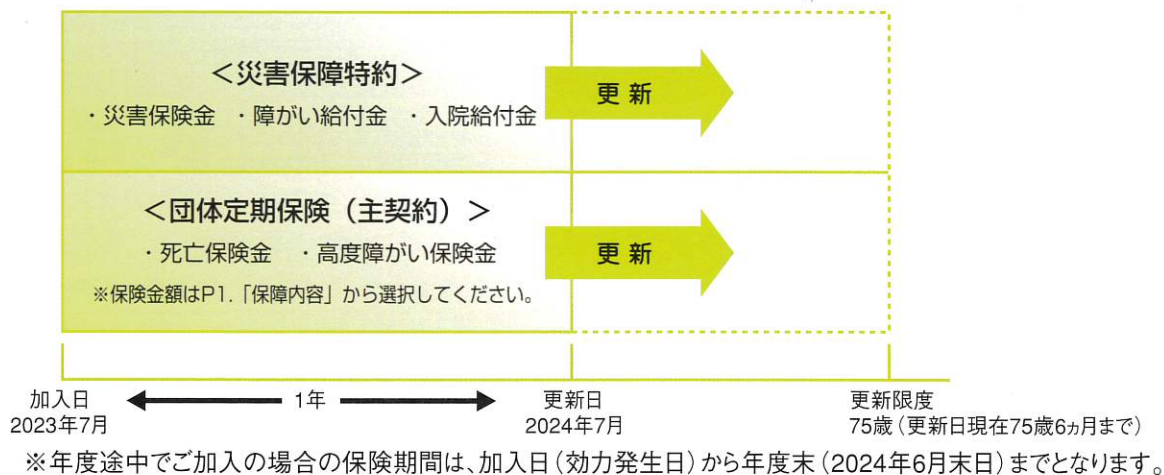 ＜災害保障特約＞
・災害保険金 ・障がい給付金 ・入院給付金
更 新
＜団体定期保険（主契約）＞
・死亡保険金 ・高度障がい保険金
※保険金額はP1.「保障内容」から選択してください。
更 新
加入日
2023年7月
1年
更新日
2024年7月
更新限度
75歳（更新日現在75歳6ヵ月まで）
※年度途中でご加入の場合の保険期間は、加入日（効力発生日）から年度末（2024年6月末日）までとなります。